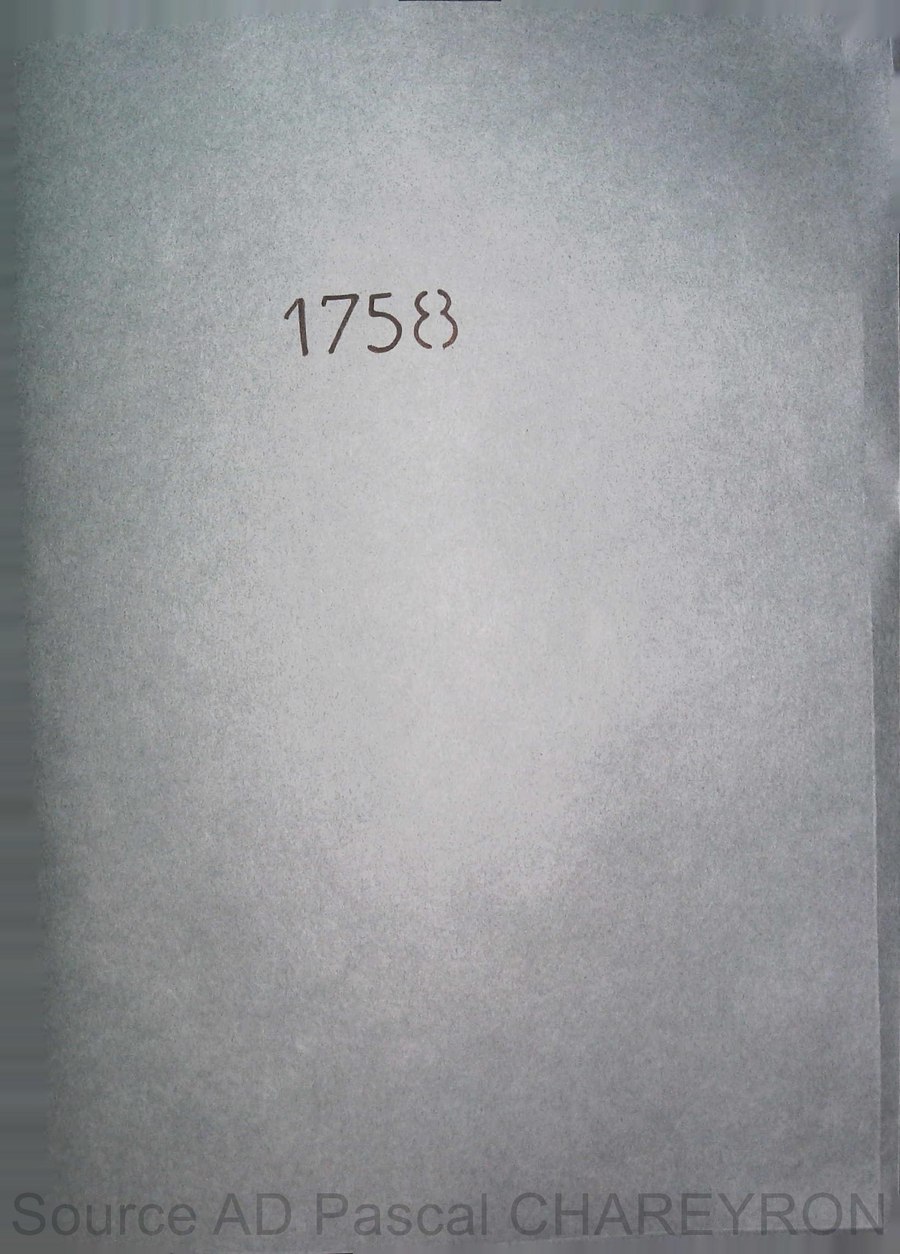 1758
Source AD Pascal CHAREYRON